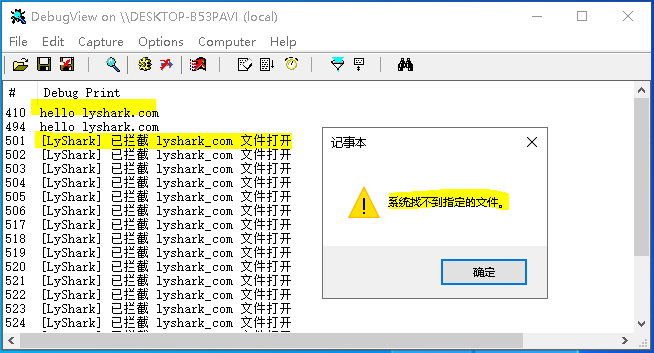 DebugView on \\DESKTOP-B53PAVI (local)
File Edit Capture Options Computer Help
# Debug Print
410 hello lyshark.com
494 hello lyshark.com
501 [LyShark] 已拦截 lyshark_com 文件打开
502 [LyShark] 已拦截 lyshark_com 文件打开
503 [LyShark] 已拦截 lyshark_com 文件打开
504 [LyShark] 已拦截 lyshark_com 文件打开
505 [LyShark] 已拦截 lyshark_com 文件打开
506 [LyShark] 已拦截 lyshark_com 文件打开
517 [LyShark] 已拦截 lyshark_com 文件打开
518 [LyShark] 已拦截 lyshark_com 文件打开
519 [LyShark] 已拦截 lyshark_com 文件打开
520 [LyShark] 已拦截 lyshark_com 文件打开
521 [LyShark] 已拦截 lyshark_com 文件打开
522 [LyShark] 已拦截 lyshark_com 文件打开
523 [LyShark] 已拦截 lyshark_com 文件打开
524 [LyShark] 已拦截 lyshark_com 文件打开
记事本
系统找不到指定的文件。
确定